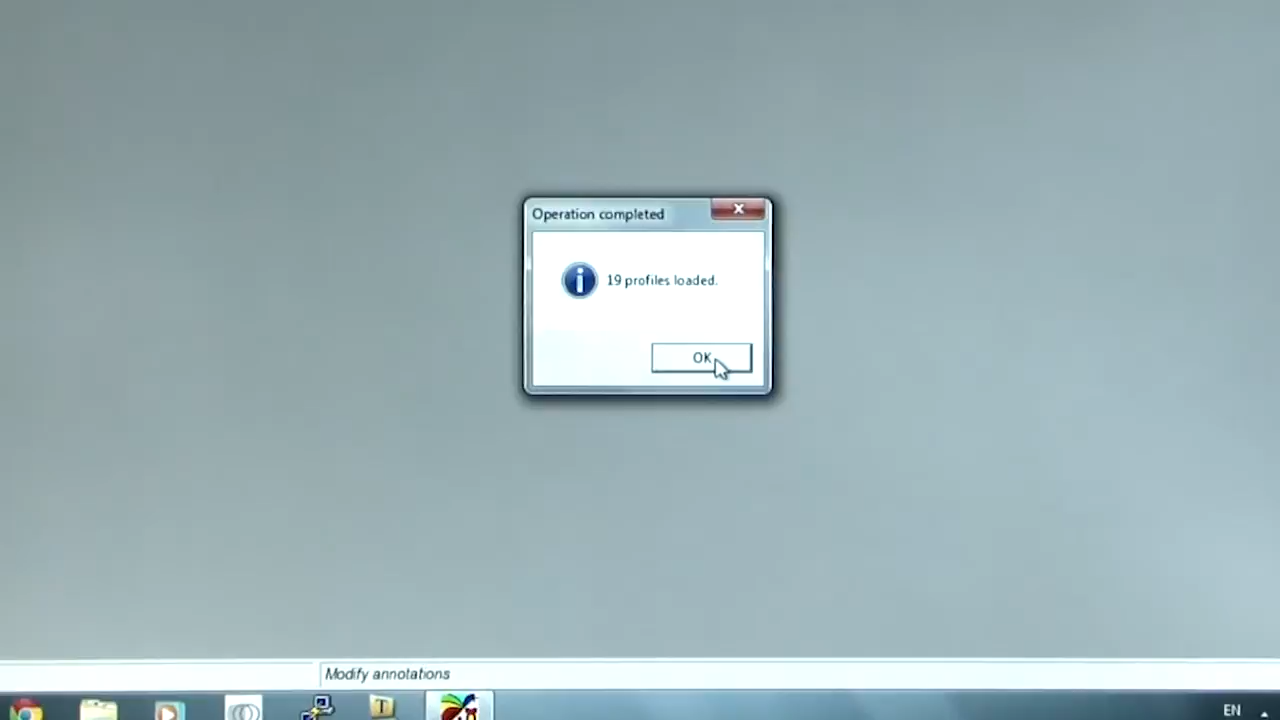 Operation completed
19 profiles loaded.
OK
Modify annotations
T
EN